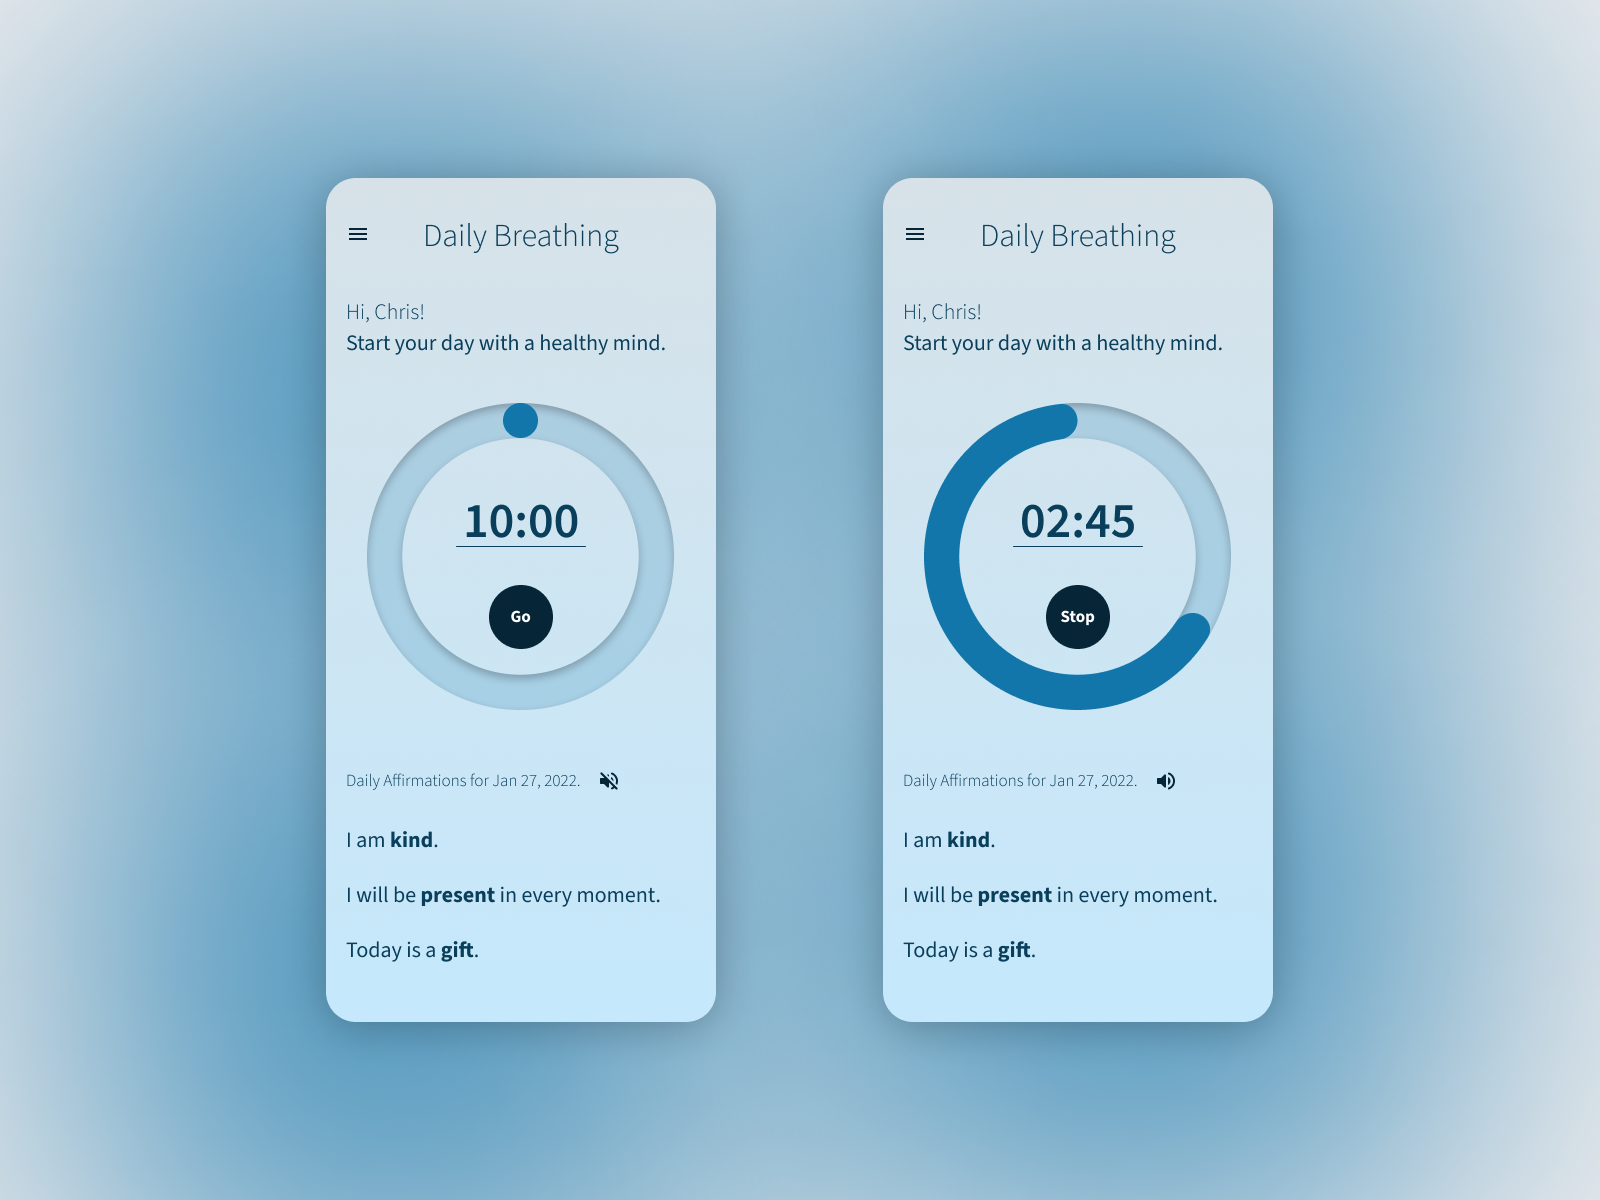 Daily Breathing
Hi, Chris!
Start your day with a healthy mind.
10:00
Go
Daily Affirmations for Jan 27, 2022.
I am kind.
I will be present in every moment.
Today is a gift.
Daily Breathing
Hi, Chris!
Start your day with a healthy mind.
02:45
Stop
Daily Affirmations for Jan 27, 2022.
I am kind.
I will be present in every moment.
Today is a gift.